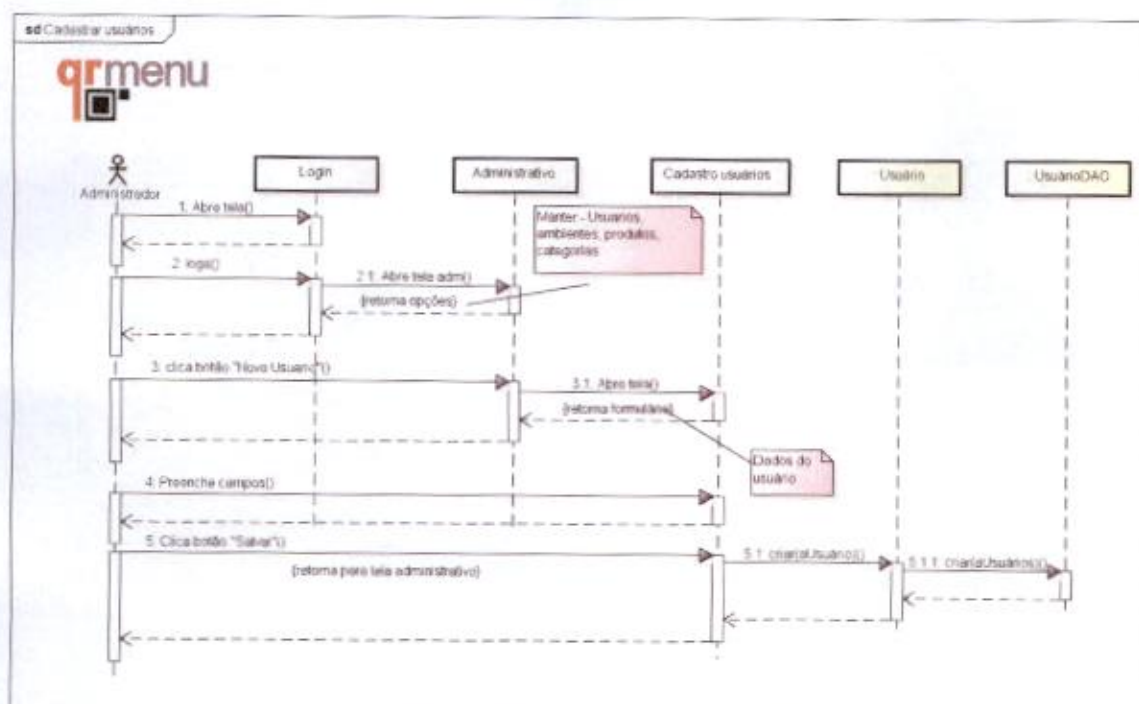 sd Cadastrar usuários
qrmenu
Administrador
Login
Administrativo
Cadastro usuários
Usuário
UsuárioDAO
1: Abre tela()
Manter - Usuarios,
ambientes, produtos,
categorias
2: loga()
2.1: Abre tela adm()
{retorna opções}
3: clica botão "Novo Usuario"()
3.1: Abre tela()
{retorna formulário}
Dados do
usuário
4: Preenche campos()
5: Clica botão "Salvar"()
5.1: criar(aUsuário)()
5.1.1: criar(aUsuários)()
{retorna para tela administrativo}